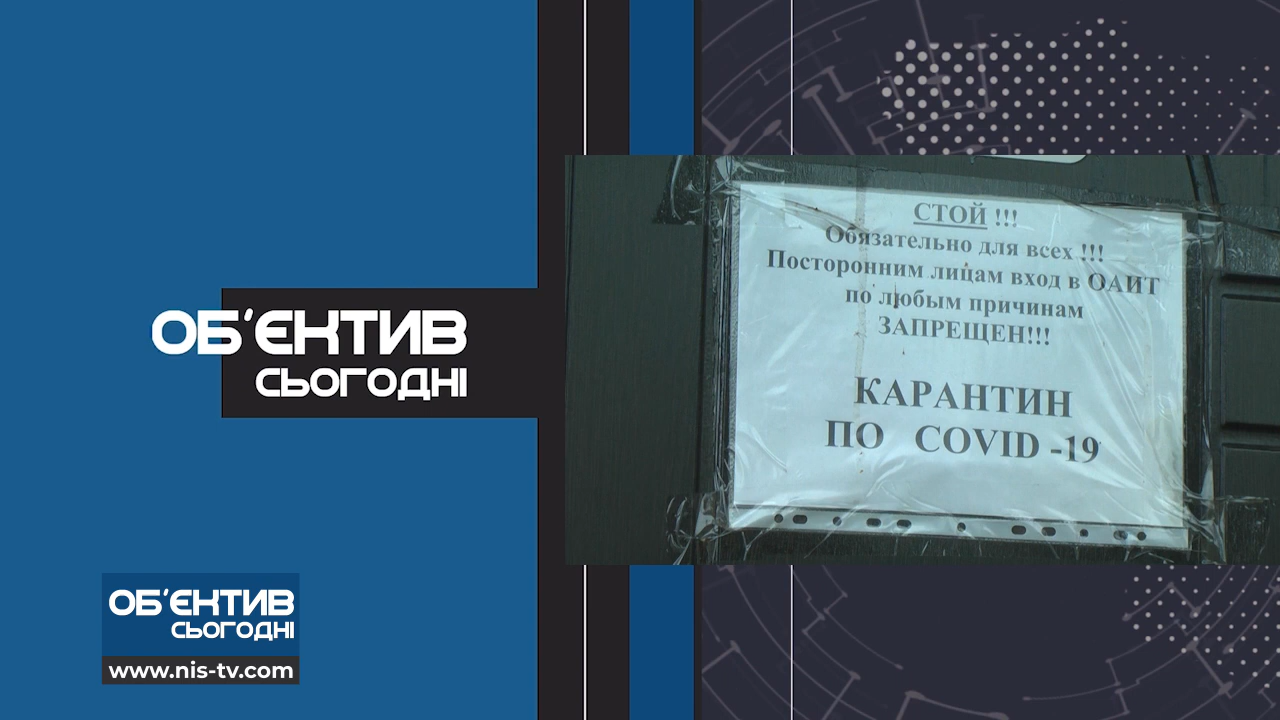 ОБ'ЄКТИВ
СЬОГОДНІ
СТОЙ !!!
Обязательно для всех !!!
Посторонним лицам вход в ОАИТ
по любым причинам
ЗАПРЕЩЕН!!!
КАРАНТИН
ПО COVID -19
ОБ'ЄКТИВ
СЬОГОДНІ
www.nis-tv.com